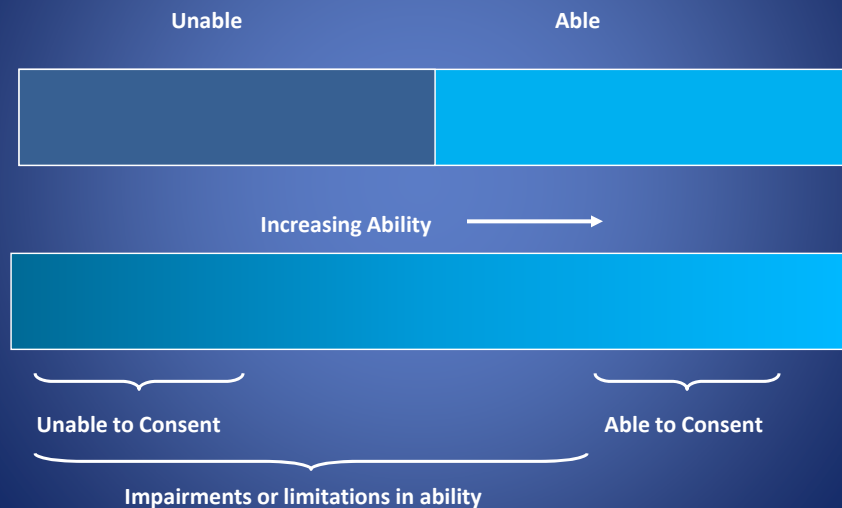 Unable
Able
Increasing Ability
Unable to Consent
Able to Consent
Impairments or limitations in ability